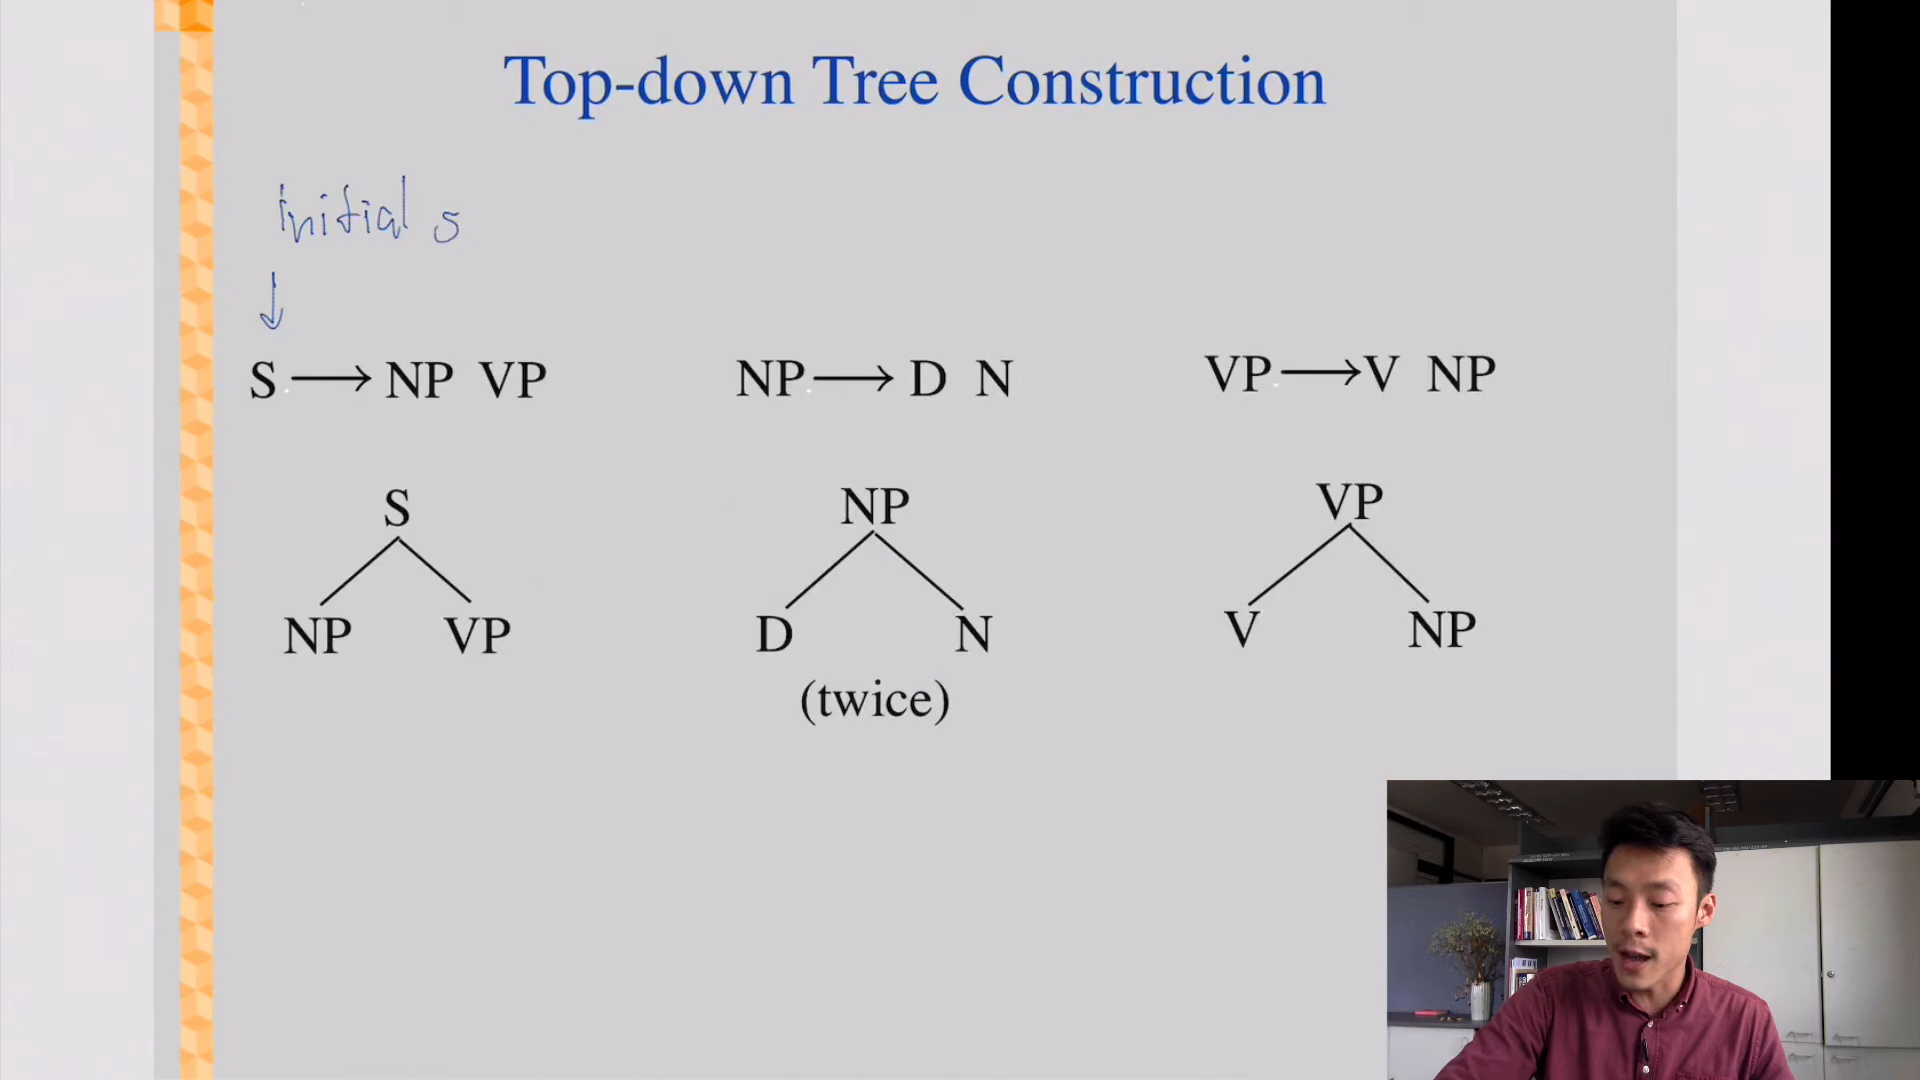 Top-down Tree Construction
initial s
↓
S → NP VP
NP → D N
VP → V NP
S
NP VP
NP
D N
(twice)
VP
V NP